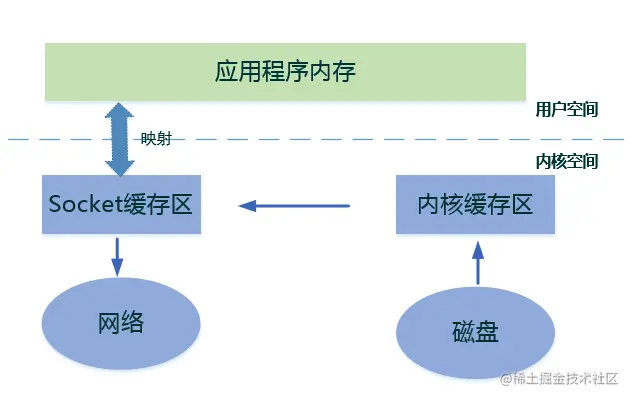 应用程序内存
用户空间
映射
内核空间
Socket缓存区
内核缓存区
网络
磁盘
@稀土掘金技术社区